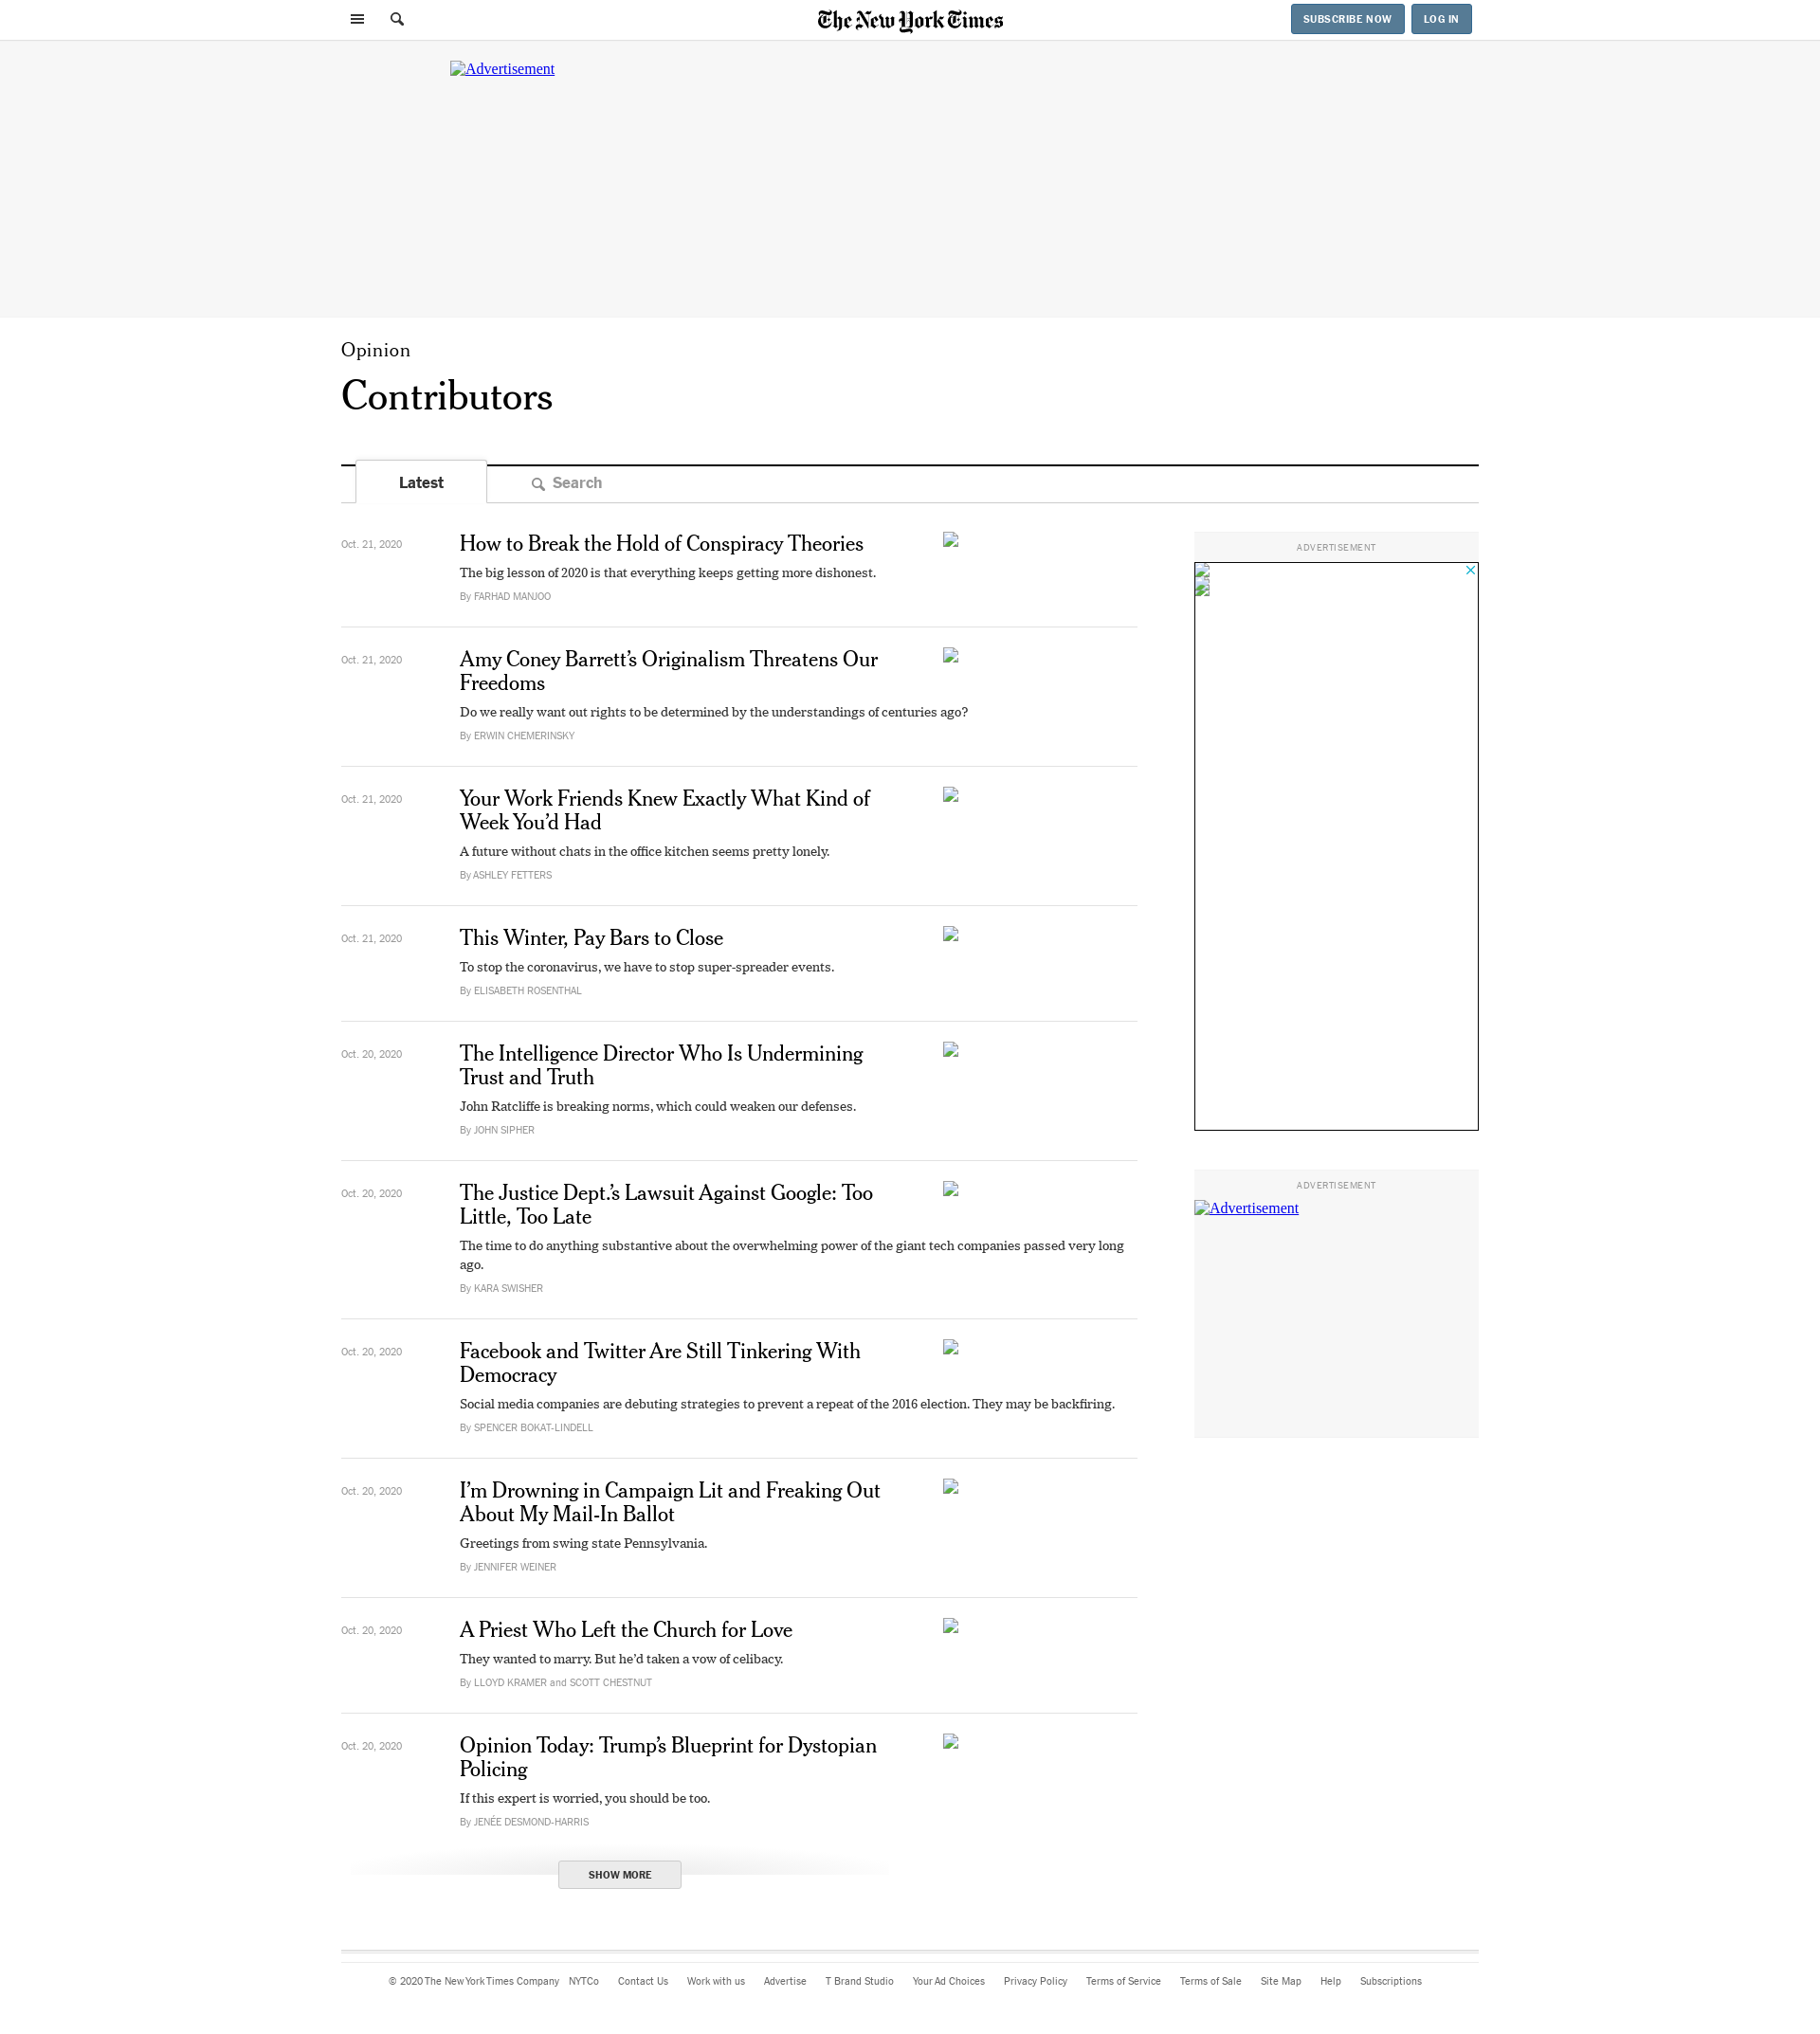 The New York Times
SUBSCRIBE NOW
LOG IN
Advertisement
Opinion
Contributors
Latest
Search
Oct. 21, 2020
How to Break the Hold of Conspiracy Theories
The big lesson of 2020 is that everything keeps getting more dishonest.
By FARHAD MANJOO
Oct. 21, 2020
Amy Coney Barrett’s Originalism Threatens Our
Freedoms
Do we really want out rights to be determined by the understandings of centuries ago?
By ERWIN CHEMERINSKY
Oct. 21, 2020
Your Work Friends Knew Exactly What Kind of
Week You’d Had
A future without chats in the office kitchen seems pretty lonely.
By ASHLEY FETTERS
Oct. 21, 2020
This Winter, Pay Bars to Close
To stop the coronavirus, we have to stop super-spreader events.
By ELISABETH ROSENTHAL
Oct. 20, 2020
The Intelligence Director Who Is Undermining
Trust and Truth
John Ratcliffe is breaking norms, which could weaken our defenses.
By JOHN SIPHER
Oct. 20, 2020
The Justice Dept.’s Lawsuit Against Google: Too
Little, Too Late
The time to do anything substantive about the overwhelming power of the giant tech companies passed very long
ago.
By KARA SWISHER
Oct. 20, 2020
Facebook and Twitter Are Still Tinkering With
Democracy
Social media companies are debuting strategies to prevent a repeat of the 2016 election. They may be backfiring.
By SPENCER BOKAT-LINDELL
Oct. 20, 2020
I’m Drowning in Campaign Lit and Freaking Out
About My Mail-In Ballot
Greetings from swing state Pennsylvania.
By JENNIFER WEINER
Oct. 20, 2020
A Priest Who Left the Church for Love
They wanted to marry. But he’d taken a vow of celibacy.
By LLOYD KRAMER and SCOTT CHESTNUT
Oct. 20, 2020
Opinion Today: Trump’s Blueprint for Dystopian
Policing
If this expert is worried, you should be too.
By JENÉE DESMOND-HARRIS
SHOW MORE
ADVERTISEMENT
ADVERTISEMENT
Advertisement
© 2020 The New York Times Company NYTCo Contact Us Work with us Advertise T Brand Studio Your Ad Choices Privacy Policy Terms of Service Terms of Sale Site Map Help Subscriptions